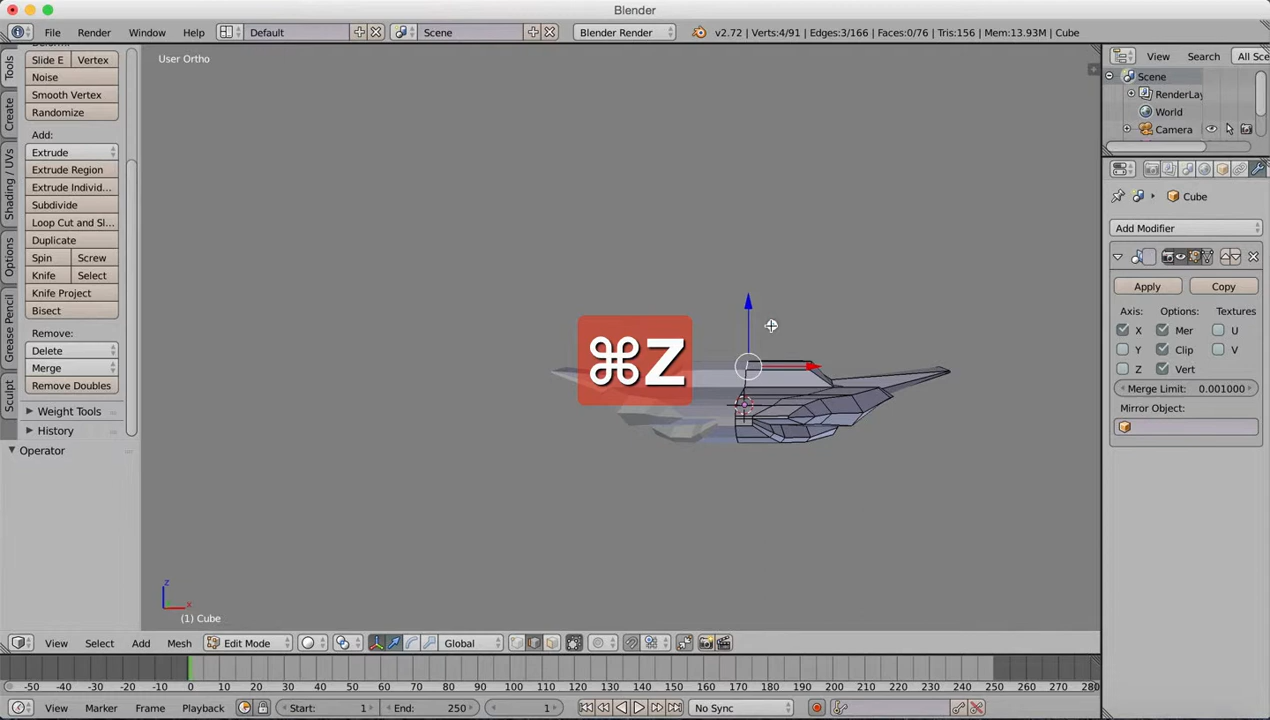 Blender
File Render Window Help Default Scene Blender Render v2.72 | Verts:4/91 | Edges:3/166 | Faces:0/76 | Tris:156 | Mem:13.93M | Cube
User Ortho
Tools
Create
Shading / UVs
Options
Grease Pencil
Sculpt
Slide E Vertex
Noise
Smooth Vertex
Randomize
Add:
Extrude
Extrude Region
Extrude Individ...
Subdivide
Loop Cut and Sl...
Duplicate
Spin Screw
Knife Select
Knife Project
Bisect
Remove:
Delete
Merge
Remove Doubles
Weight Tools
History
Operator
⌘Z
z
x
(1) Cube
View Search All Sce
Scene
RenderLay
World
Camera
Cube
Add Modifier
Apply Copy
Axis: Options: Textures
X Mer U
Y Clip V
Z Vert
Merge Limit: 0.001000
Mirror Object:
View Select Add Mesh Edit Mode Global
-50 -40 -30 -20 -10 0 10 20 30 40 50 60 70 80 90 100 110 120 130 140 150 160 170 180 190 200 210 220 230 240 250 260 270 280
View Marker Frame Playback Start: 1 End: 250 1 No Sync